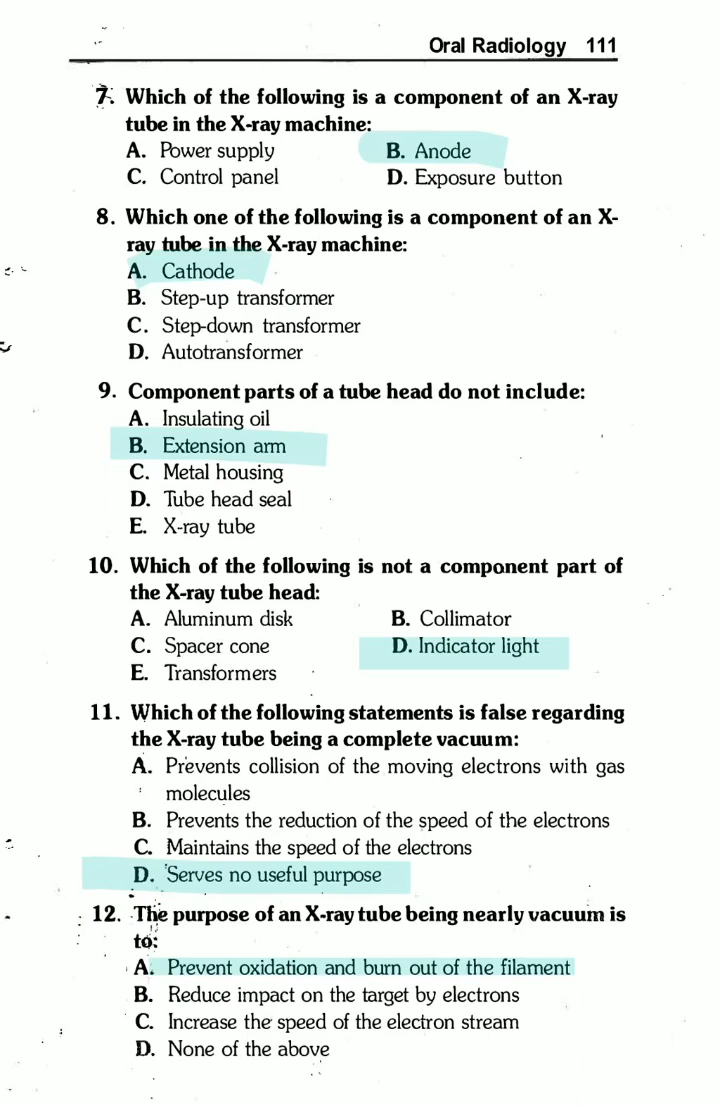 Oral Radiology 111
7. Which of the following is a component of an X-ray
tube in the X-ray machine:
A. Power supply B. Anode
C. Control panel D. Exposure button
8. Which one of the following is a component of an X-
ray tube in the X-ray machine:
A. Cathode
B. Step-up transformer
C. Step-down transformer
D. Autotransformer
9. Component parts of a tube head do not include:
A. Insulating oil
B. Extension arm
C. Metal housing
D. Tube head seal
E. X-ray tube
10. Which of the following is not a component part of
the X-ray tube head:
A. Aluminum disk B. Collimator
C. Spacer cone D. Indicator light
E. Transformers
11. Which of the following statements is false regarding
the X-ray tube being a complete vacuum:
A. Prevents collision of the moving electrons with gas
molecules
B. Prevents the reduction of the speed of the electrons
C. Maintains the speed of the electrons
D. Serves no useful purpose
12. The purpose of an X-ray tube being nearly vacuum is
to:
A. Prevent oxidation and burn out of the filament
B. Reduce impact on the target by electrons
C. Increase the speed of the electron stream
D. None of the above